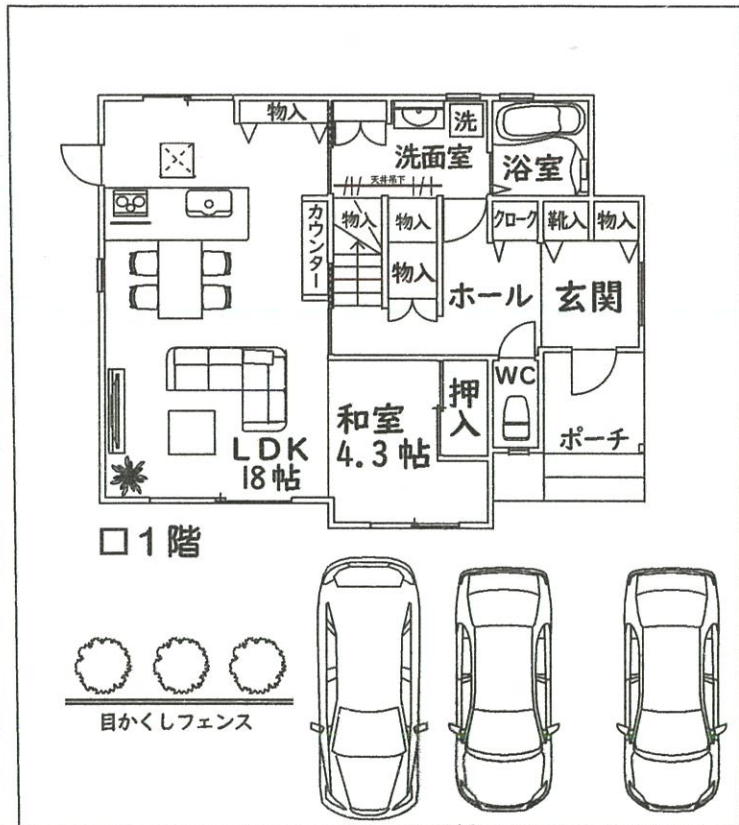 物入
洗
洗面室
浴室
天井吊下
カウンター
物入
物入
クローク
靴入
物入
物入
ホール
玄関
WC
押入
和室
4.3帖
ポーチ
LDK
18帖
□1階
目かくしフェンス